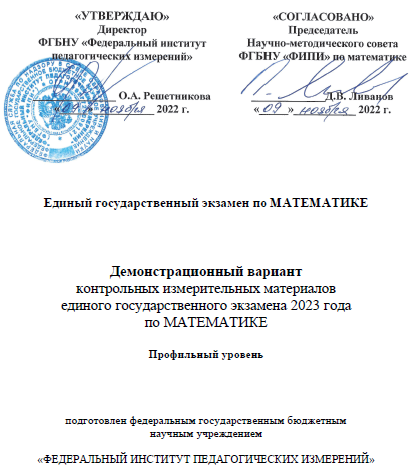 «УТВЕРЖДАЮ»
Директор
ФГБНУ «Федеральный институт
педагогических измерений»
О.А. Решетникова
«09» ноября 2022 г.
«СОГЛАСОВАНО»
Председатель
Научно-методического совета
ФГБНУ «ФИПИ» по математике
Д.В. Ливанов
«09» ноября 2022 г.
Единый государственный экзамен по МАТЕМАТИКЕ
Демонстрационный вариант
контрольных измерительных материалов
единого государственного экзамена 2023 года
по МАТЕМАТИКЕ
Профильный уровень
подготовлен федеральным государственным бюджетным
научным учреждением
«ФЕДЕРАЛЬНЫЙ ИНСТИТУТ ПЕДАГОГИЧЕСКИХ ИЗМЕРЕНИЙ»